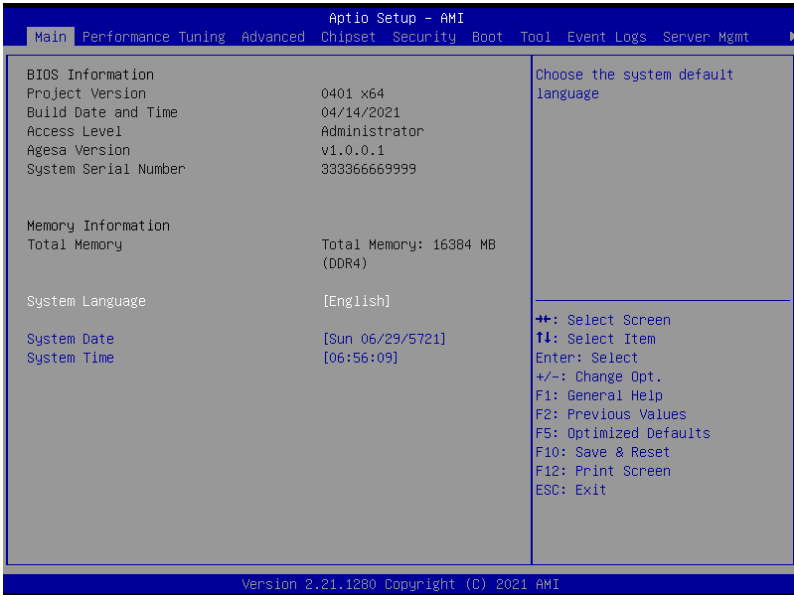 Aptio Setup – AMI
Main Performance Tuning Advanced Chipset Security Boot Tool Event Logs Server Mgmt ►
BIOS Information
Project Version 0401 x64
Build Date and Time 04/14/2021
Access Level Administrator
Agesa Version v1.0.0.1
System Serial Number 333366669999
Memory Information
Total Memory Total Memory: 16384 MB
(DDR4)
System Language [English]
System Date [Sun 06/29/5721]
System Time [06:56:09]
Choose the system default
language
→←: Select Screen
↑↓: Select Item
Enter: Select
+/-: Change Opt.
F1: General Help
F2: Previous Values
F5: Optimized Defaults
F10: Save & Reset
F12: Print Screen
ESC: Exit
Version 2.21.1280 Copyright (C) 2021 AMI